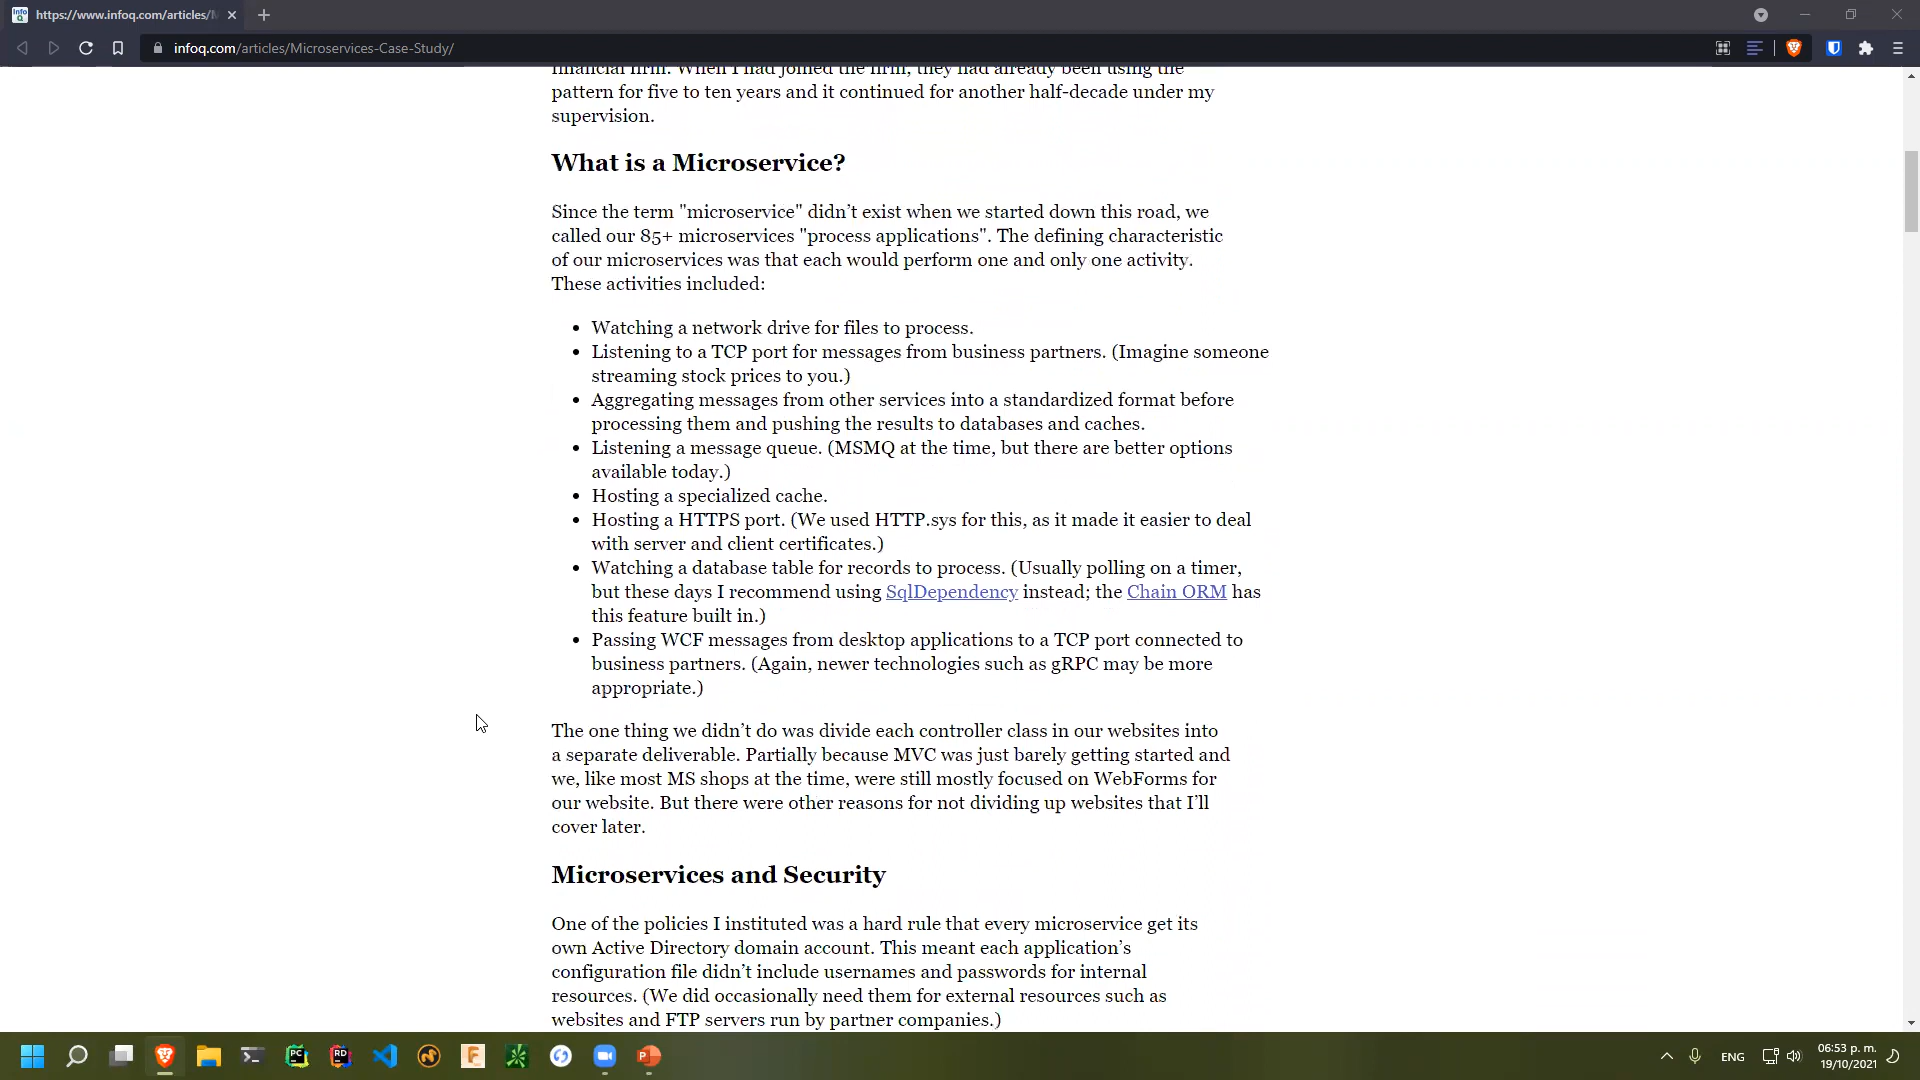 https://www.infoq.com/articles/M
infoq.com/articles/Microservices-Case-Study/
financial firm. When I had joined the firm, they had already been using the
pattern for five to ten years and it continued for another half-decade under my
supervision.
What is a Microservice?
Since the term "microservice" didn’t exist when we started down this road, we
called our 85+ microservices "process applications". The defining characteristic
of our microservices was that each would perform one and only one activity.
These activities included:
• Watching a network drive for files to process.
• Listening to a TCP port for messages from business partners. (Imagine someone
streaming stock prices to you.)
• Aggregating messages from other services into a standardized format before
processing them and pushing the results to databases and caches.
• Listening a message queue. (MSMQ at the time, but there are better options
available today.)
• Hosting a specialized cache.
• Hosting a HTTPS port. (We used HTTP.sys for this, as it made it easier to deal
with server and client certificates.)
• Watching a database table for records to process. (Usually polling on a timer,
but these days I recommend using SqlDependency instead; the Chain ORM has
this feature built in.)
• Passing WCF messages from desktop applications to a TCP port connected to
business partners. (Again, newer technologies such as gRPC may be more
appropriate.)
The one thing we didn’t do was divide each controller class in our websites into
a separate deliverable. Partially because MVC was just barely getting started and
we, like most MS shops at the time, were still mostly focused on WebForms for
our website. But there were other reasons for not dividing up websites that I’ll
cover later.
Microservices and Security
One of the policies I instituted was a hard rule that every microservice get its
own Active Directory domain account. This meant each application’s
configuration file didn’t include usernames and passwords for internal
resources. (We did occasionally need them for external resources such as
websites and FTP servers run by partner companies.)
PC
RD
F
P
ENG
06:53 p. m.
19/10/2021